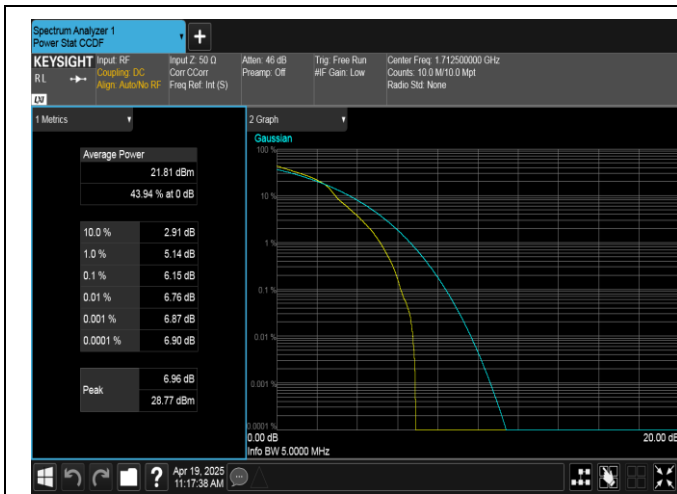 Spectrum Analyzer 1
Power Stat CCDF
+
KEYSIGHT
RL
LXI
Input: RF
Coupling: DC
Align: Auto/No RF
Input Z: 50 Ω
Corr CCorr
Freq Ref: Int (S)
Atten: 46 dB
Preamp: Off
Trig: Free Run
#IF Gain: Low
Center Freq: 1.712500000 GHz
Counts: 10.0 M/10.0 Mpt
Radio Std: None
1 Metrics
Average Power
21.81 dBm
43.94 % at 0 dB
10.0 % 2.91 dB
1.0 % 5.14 dB
0.1 % 6.15 dB
0.01 % 6.76 dB
0.001 % 6.87 dB
0.0001 % 6.90 dB
Peak 6.96 dB
28.77 dBm
2 Graph
Gaussian
100 %
10 %
1 %
0.1 %
0.01 %
0.001 %
0.0001 %
0.00 dB 20.00 dB
Info BW 5.0000 MHz
?
Apr 19, 2025
11:17:38 AM